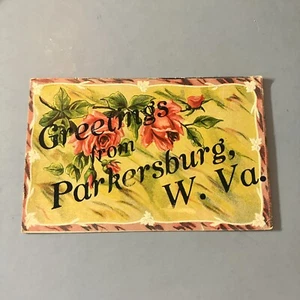 Greetings
from
Parkersburg,
W. Va.